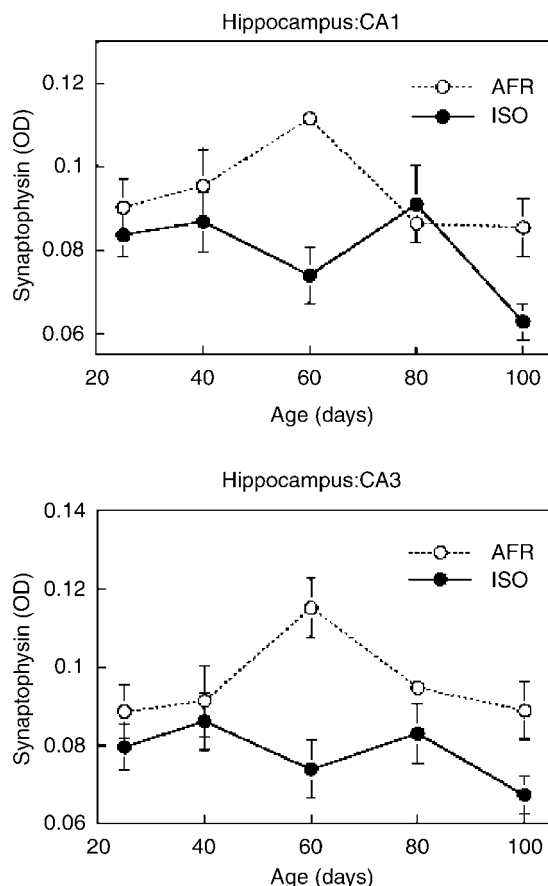 Hippocampus:CA1
0.12
AFR
ISO
0.1
Synaptophysin (OD)
0.08
0.06
20 40 60 80 100
Age (days)
Hippocampus:CA3
0.14
AFR
0.12
ISO
0.1
Synaptophysin (OD)
0.08
0.06
20 40 60 80 100
Age (days)